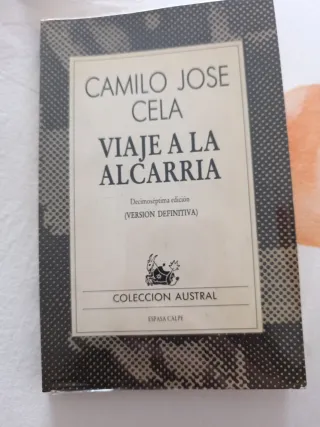 CAMILO JOSE
CELA
VIAJE A LA
ALCARRIA
Decimoséptima edición
(VERSION DEFINITIVA)
COLECCION AUSTRAL
ESPASA CALPE